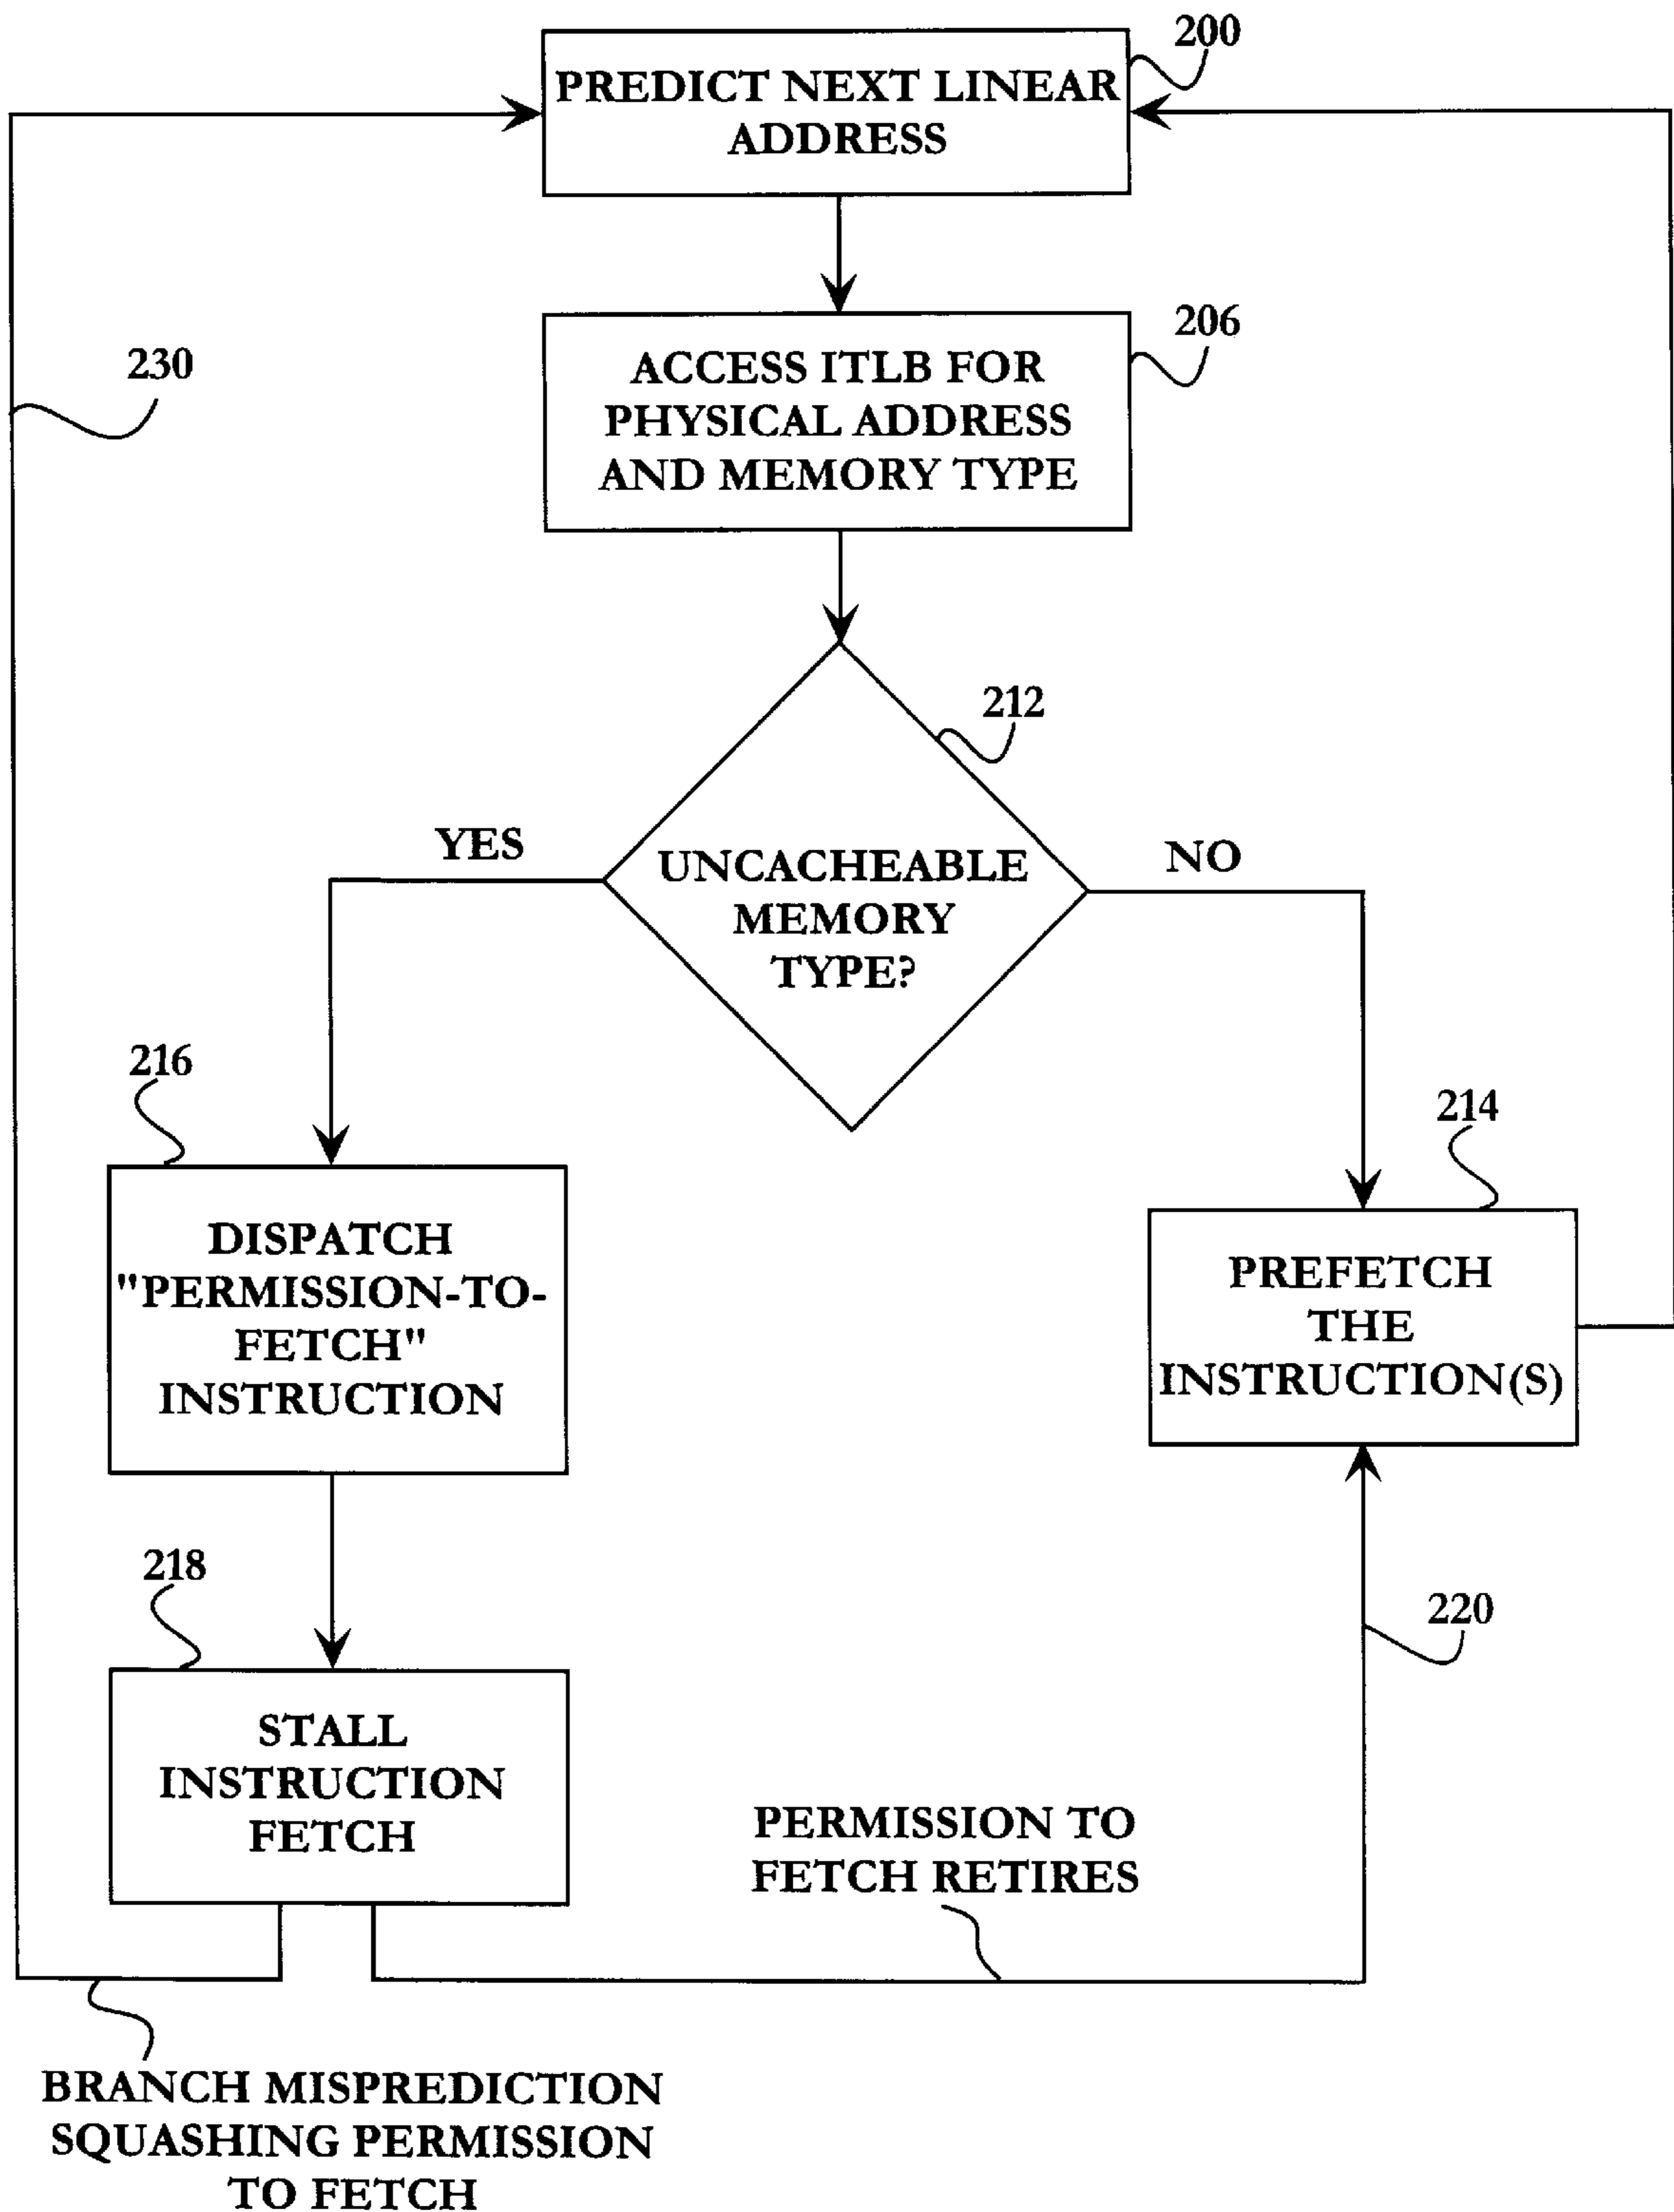 200
PREDICT NEXT LINEAR
ADDRESS
206
ACCESS ITLB FOR
PHYSICAL ADDRESS
AND MEMORY TYPE
230
212
YES
NO
UNCACHEABLE
MEMORY
TYPE?
216
214
DISPATCH
"PERMISSION-TO-
FETCH"
INSTRUCTION
PREFETCH
THE
INSTRUCTION(S)
218
220
STALL
INSTRUCTION
FETCH
PERMISSION TO
FETCH RETIRES
BRANCH MISPREDICTION
SQUASHING PERMISSION
TO FETCH